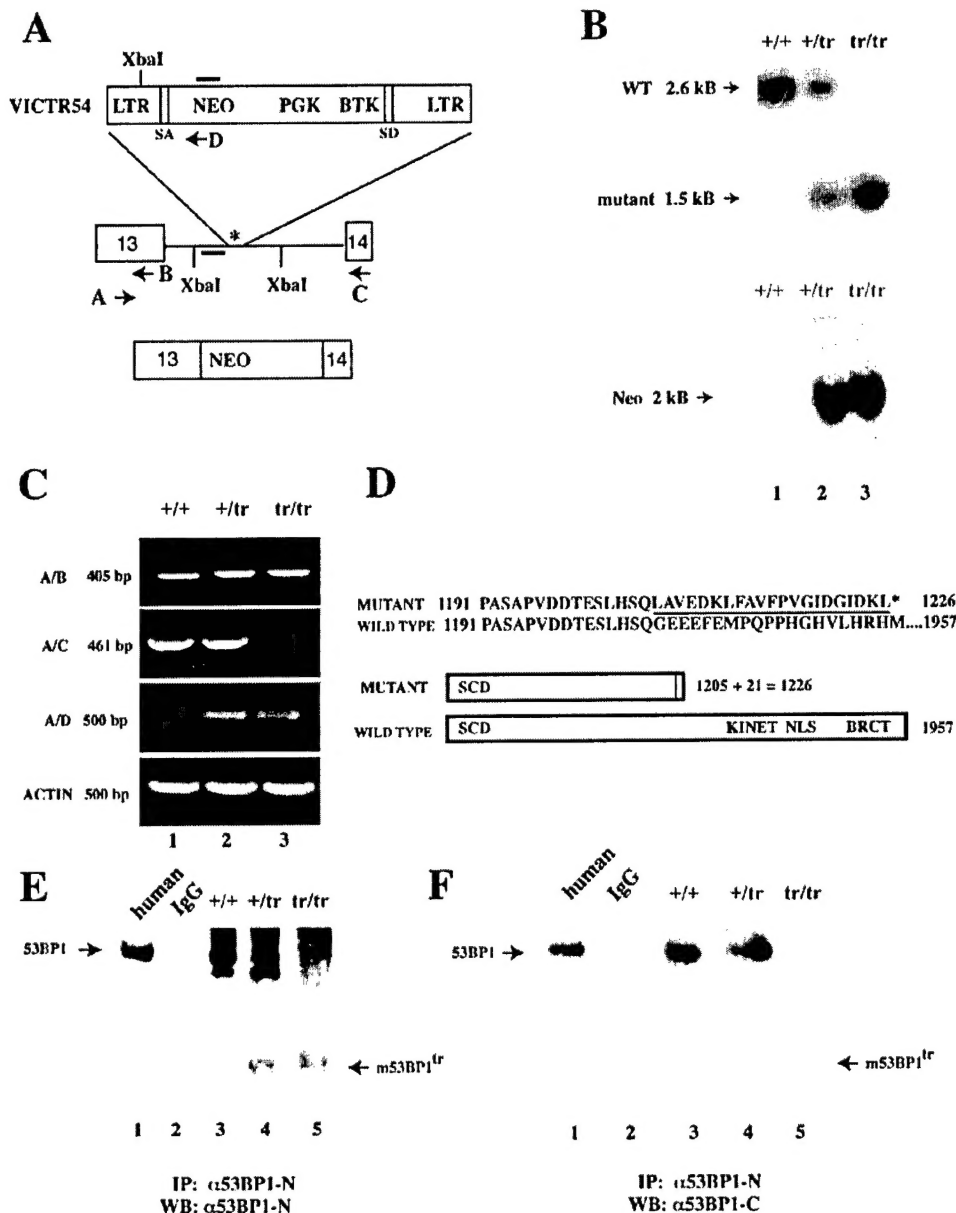 A
XbaI
VICTR54 LTR NEO PGK BTK LTR
SA ←D SD
*
13 14
← B XbaI XbaI ←
A → C
13 NEO 14
B
+/+ +/tr tr/tr
WT 2.6 kB →
mutant 1.5 kB →
+/+ +/tr tr/tr
Neo 2 kB →
1 2 3
C
+/+ +/tr tr/tr
A/B 405 bp
A/C 461 bp
A/D 500 bp
ACTIN 500 bp
1 2 3
D
MUTANT 1191 PASAPVDDTESLHSQLAVEDKLFAVFPVGIDGIDKL* 1226
WILD TYPE 1191 PASAPVDDTESLHSQGEEEFEMPQPPHGHVLHRHM....1957
MUTANT SCD 1205 + 21 = 1226
WILD TYPE SCD KINET NLS BRCT 1957
E
human IgG +/+ +/tr tr/tr
53BP1 →
← m53BP1tr
1 2 3 4 5
IP: α53BP1-N
WB: α53BP1-N
F
human IgG +/+ +/tr tr/tr
53BP1 →
← m53BP1tr
1 2 3 4 5
IP: α53BP1-N
WB: α53BP1-C